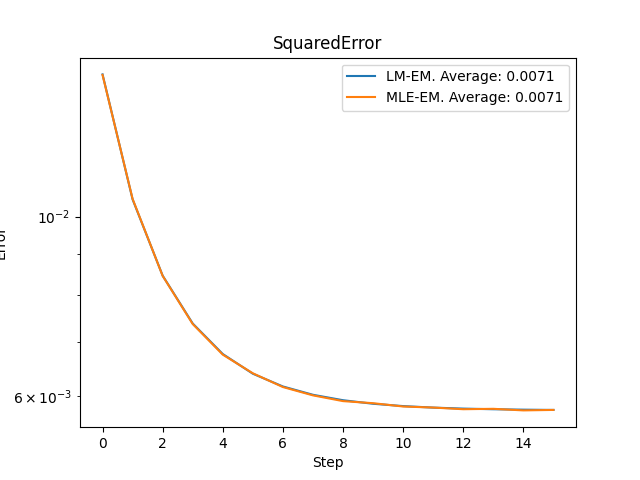 SquaredError
LM-EM. Average: 0.0071
MLE-EM. Average: 0.0071
Error
10⁻²
6 × 10⁻³
0 2 4 6 8 10 12 14
Step